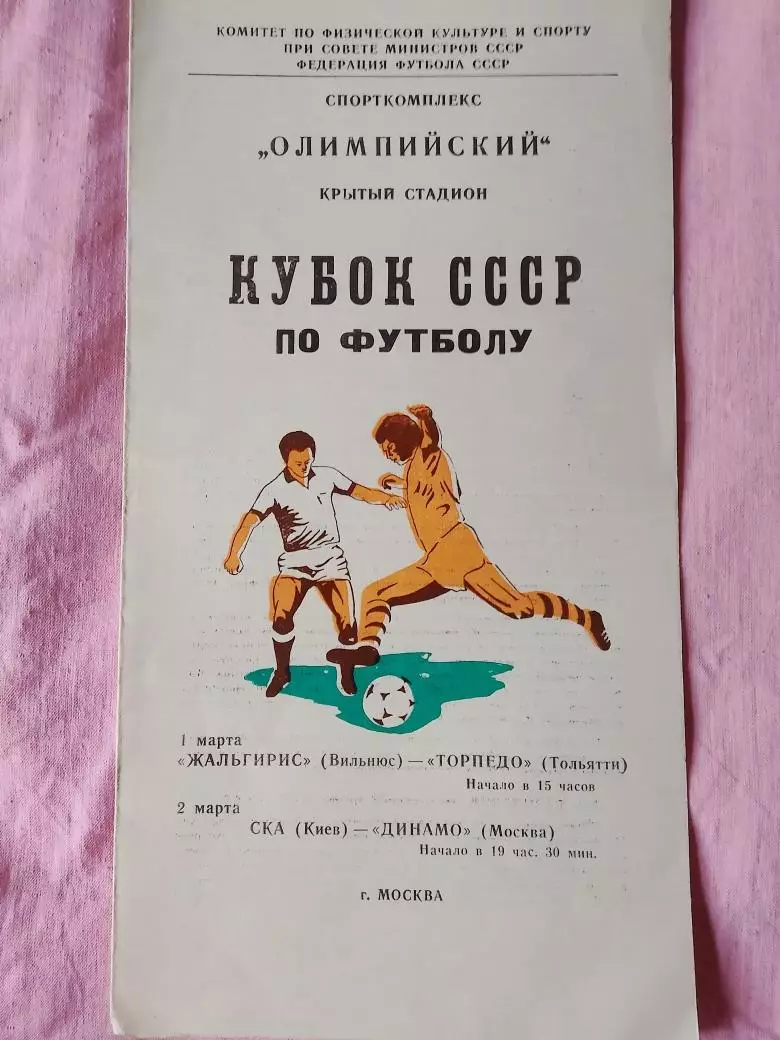 КОМИТЕТ ПО ФИЗИЧЕСКОЙ КУЛЬТУРЕ И СПОРТУ
ПРИ СОВЕТЕ МИНИСТРОВ СССР
ФЕДЕРАЦИЯ ФУТБОЛА СССР
СПОРТКОМПЛЕКС
„ОЛИМПИЙСКИЙ“
КРЫТЫЙ СТАДИОН
КУБОК СССР
ПО ФУТБОЛУ
1 марта
«ЖАЛЬГИРИС» (Вильнюс) — «ТОРПЕДО» (Тольятти)
Начало в 15 часов
2 марта
СКА (Киев) — «ДИНАМО» (Москва)
Начало в 19 час. 30 мин.
г. МОСКВА